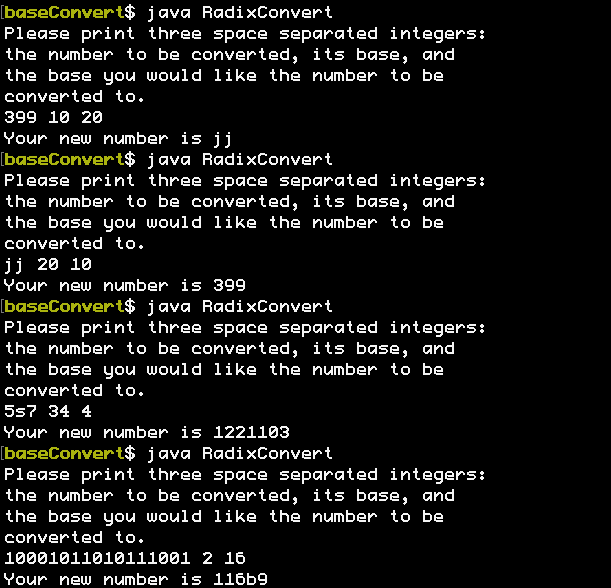 [baseConvert$ java RadixConvert
Please print three space separated integers:
the number to be converted, its base, and
the base you would like the number to be
converted to.
399 10 20
Your new number is jj
[baseConvert$ java RadixConvert
Please print three space separated integers:
the number to be converted, its base, and
the base you would like the number to be
converted to.
jj 20 10
Your new number is 399
[baseConvert$ java RadixConvert
Please print three space separated integers:
the number to be converted, its base, and
the base you would like the number to be
converted to.
5s7 34 4
Your new number is 1221103
[baseConvert$ java RadixConvert
Please print three space separated integers:
the number to be converted, its base, and
the base you would like the number to be
converted to.
10001011010111001 2 16
Your new number is 116b9